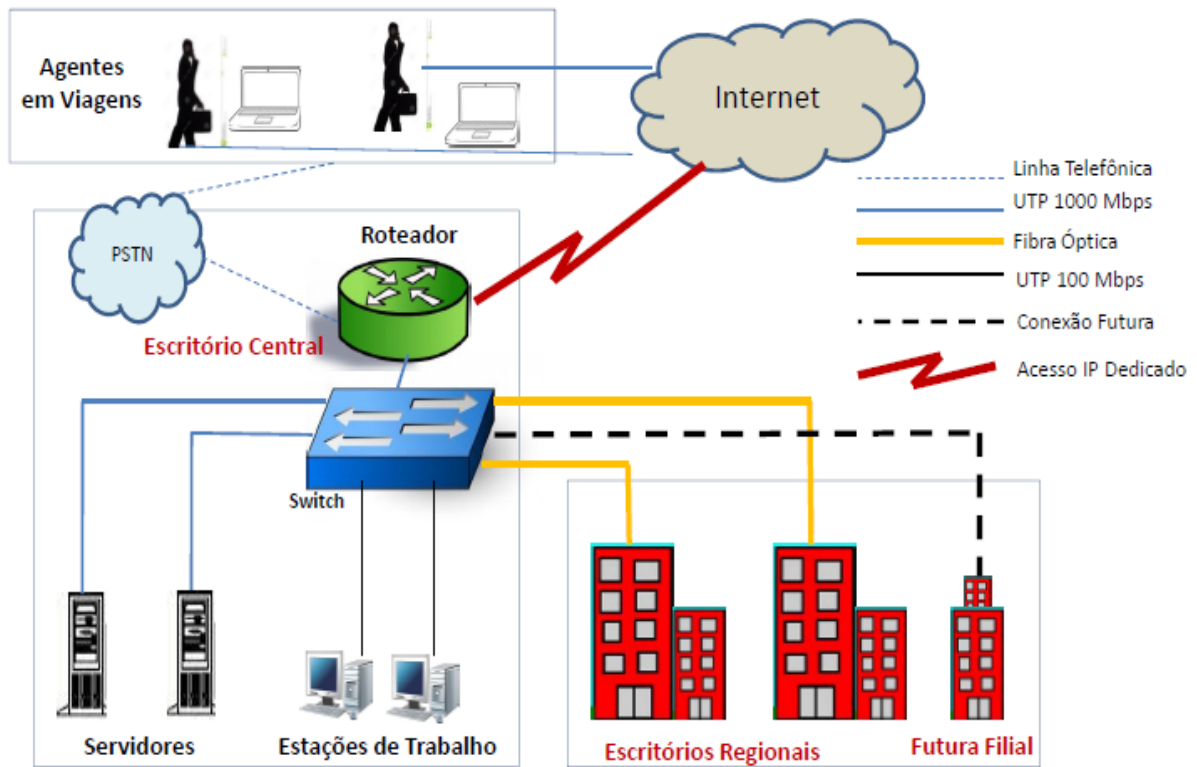 Agentes
em Viagens
Internet
Linha Telefônica
UTP 1000 Mbps
Fibra Óptica
UTP 100 Mbps
Conexão Futura
Acesso IP Dedicado
PSTN
Roteador
Escritório Central
Switch
Servidores
Estações de Trabalho
Escritórios Regionais
Futura Filial